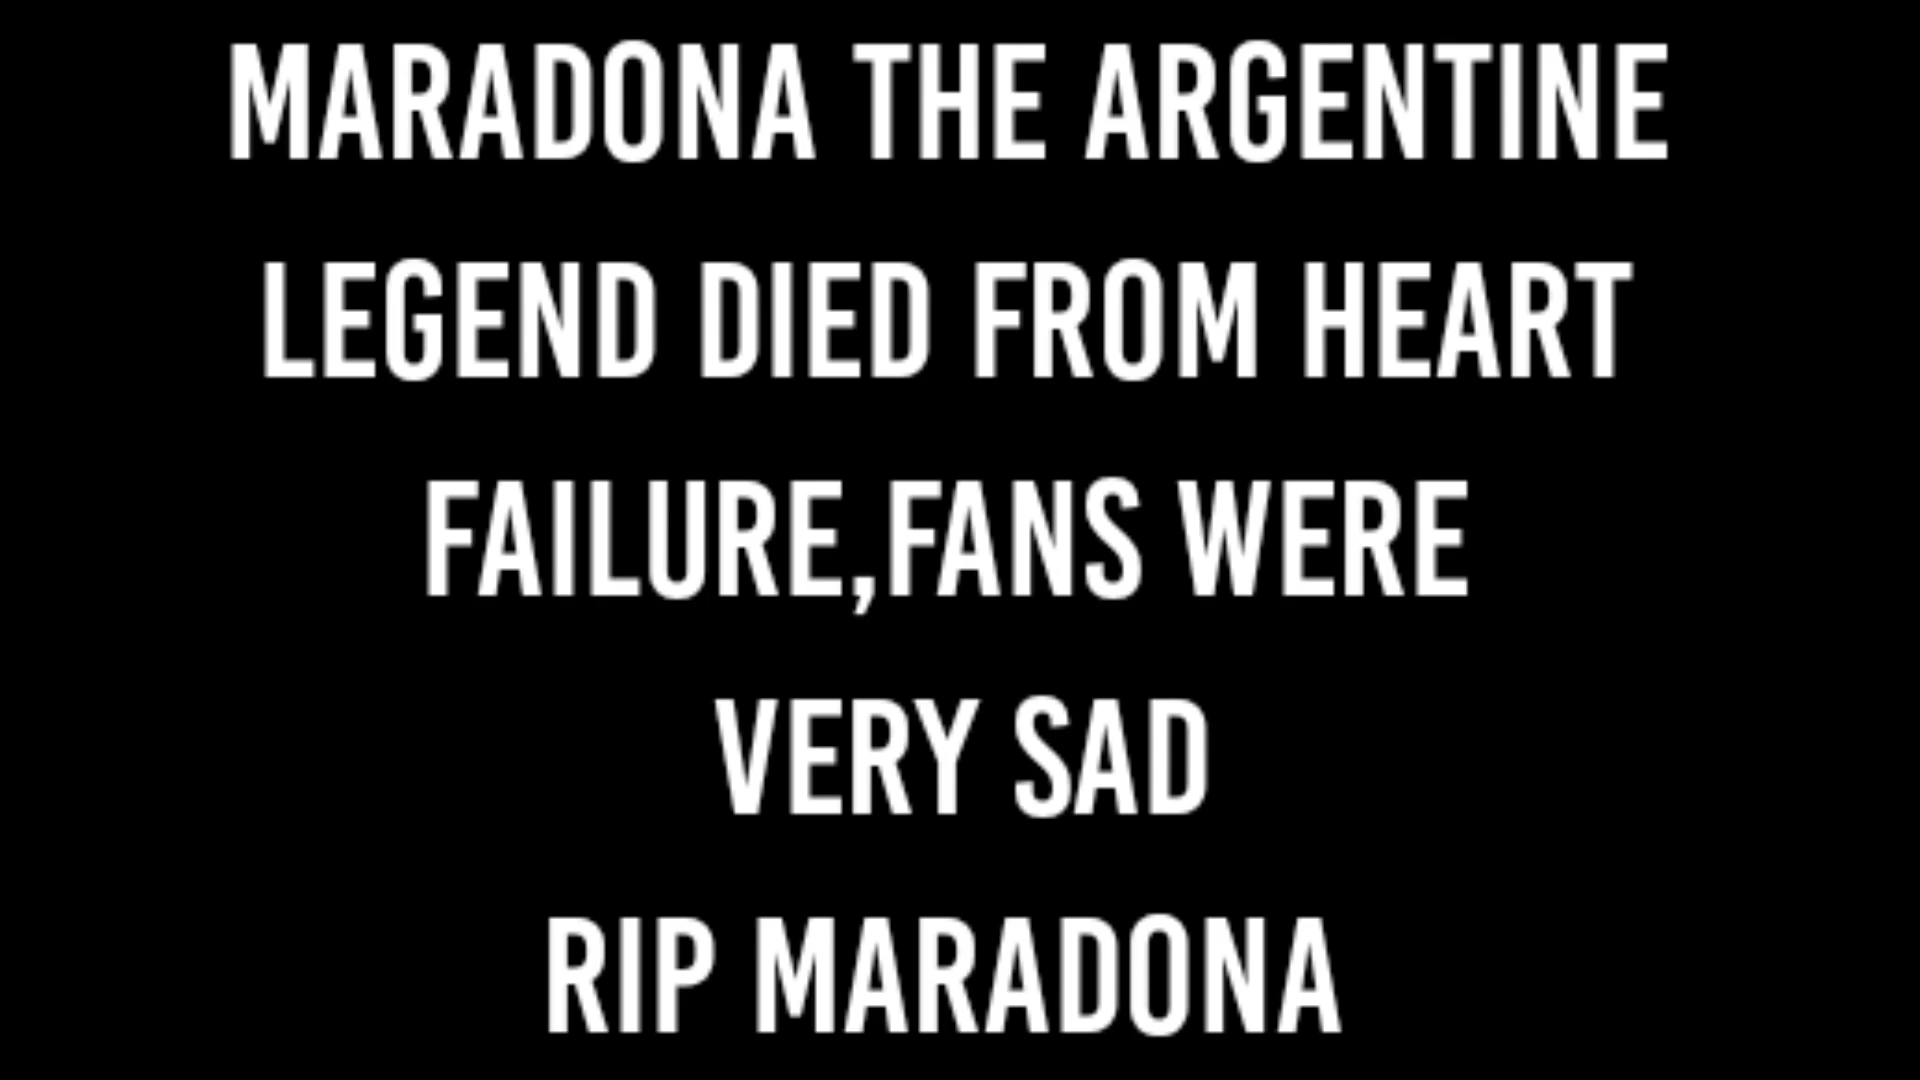 MARADONA THE ARGENTINE
LEGEND DIED FROM HEART
FAILURE,FANS WERE
VERY SAD
RIP MARADONA